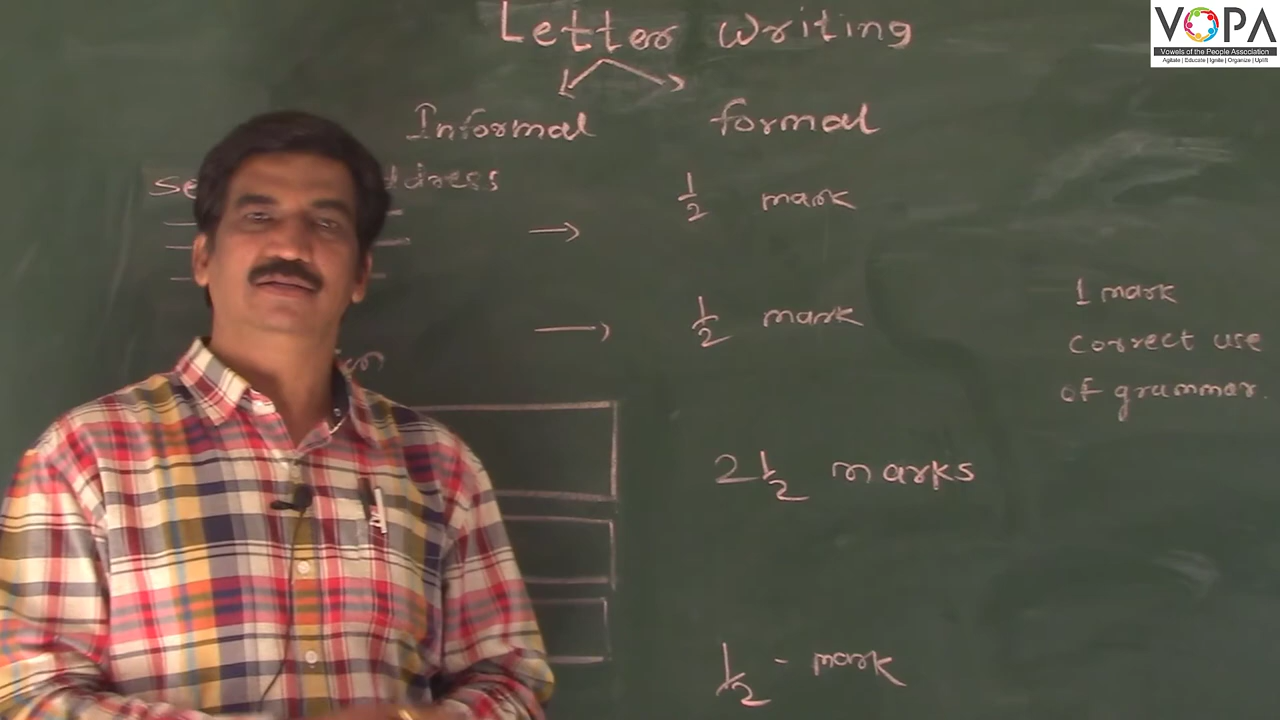 Letter writing
Informal formal
ddress
1/2 mark
1/2 mark
1 mark
correct use
of grammar.
2 1/2 marks
1/2 - mark
VOPA
Vowels of the People Association
Agitate | Educate | Ignite | Organize | Uplift